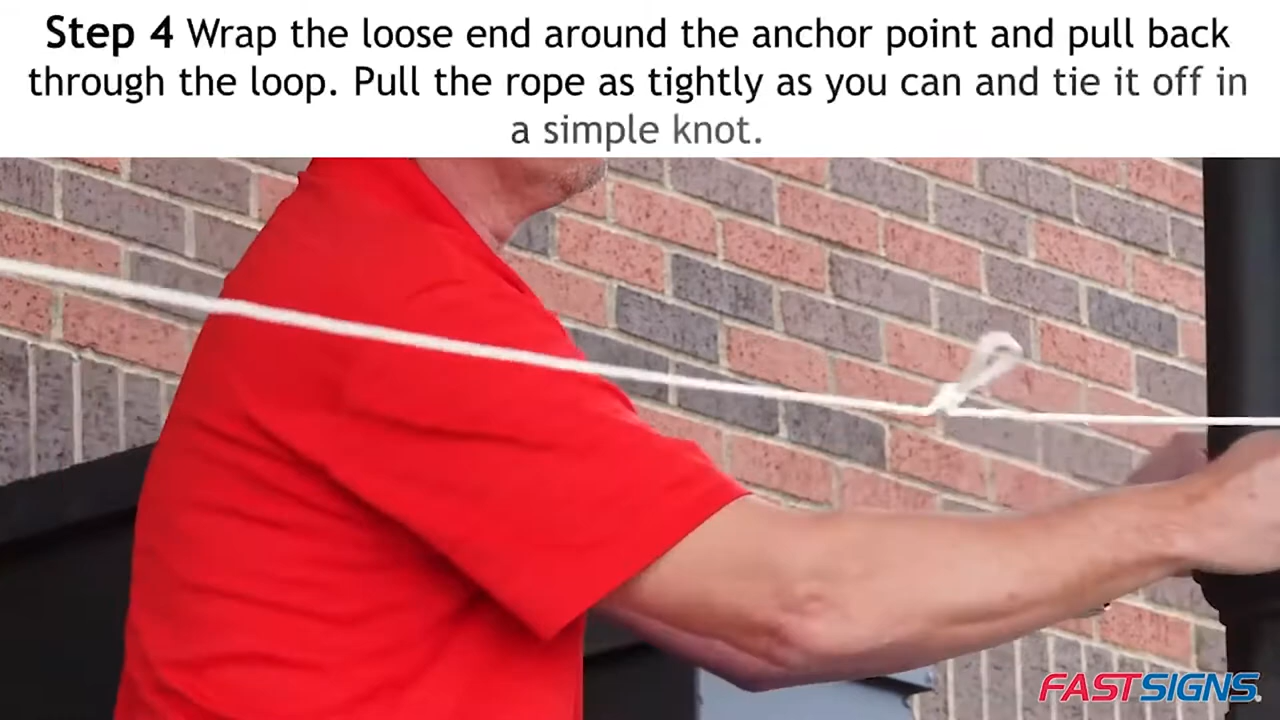 Step 4 Wrap the loose end around the anchor point and pull back
through the loop. Pull the rope as tightly as you can and tie it off in
a simple knot.
FASTSIGNS.